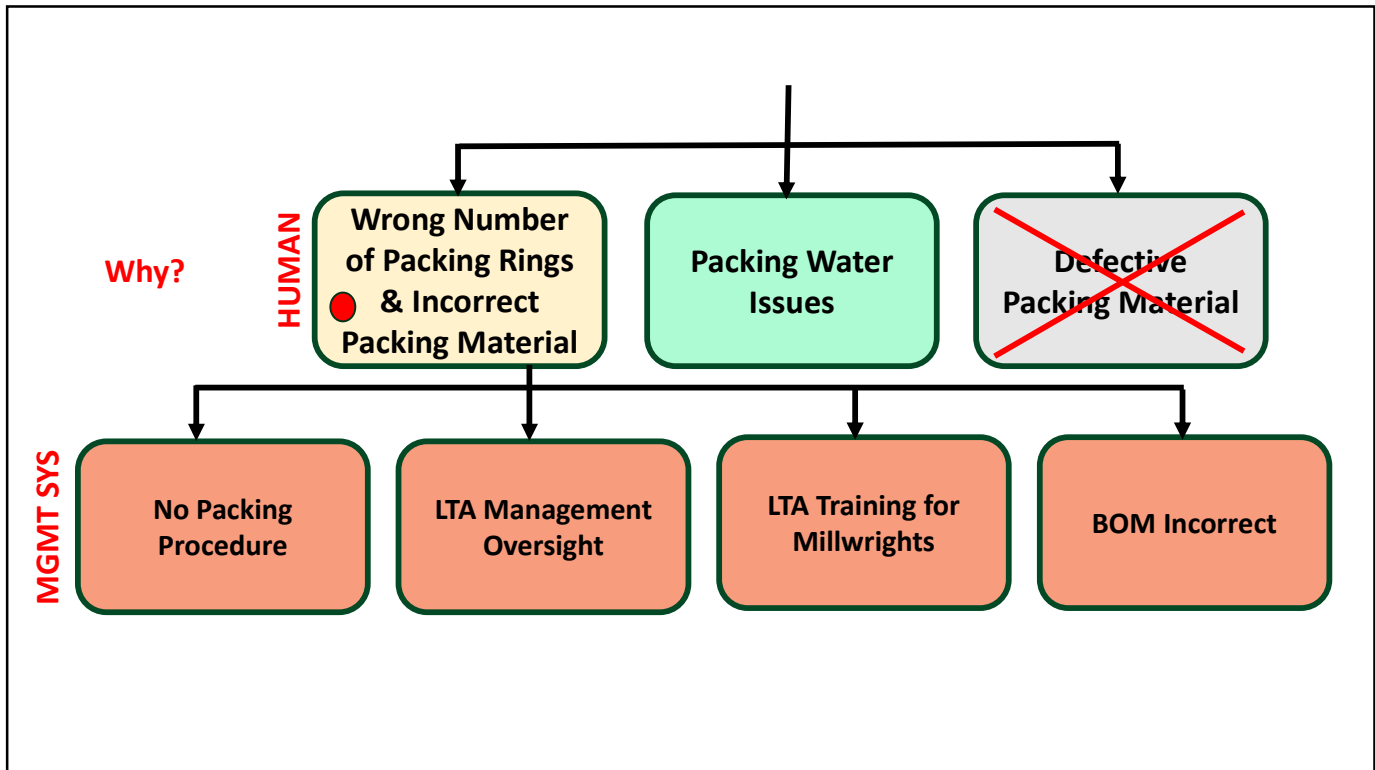 Why?
HUMAN
Wrong Number
of Packing Rings
& Incorrect
Packing Material
Packing Water
Issues
Defective
Packing Material
MGMT SYS
No Packing
Procedure
LTA Management
Oversight
LTA Training for
Millwrights
BOM Incorrect